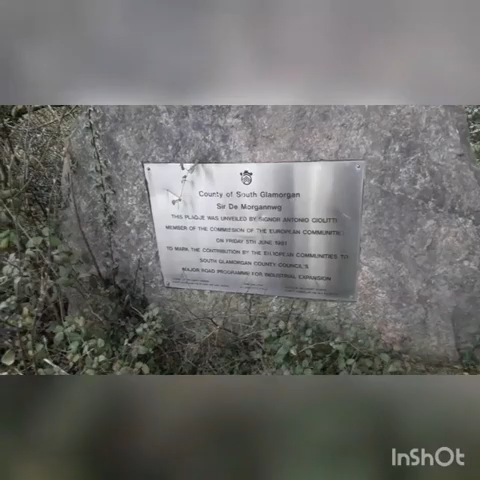 County of South Glamorgan
Sir De Morgannwg
THIS PLAQUE WAS UNVEILED BY SIGNOR ANTONIO GIOLITTI
MEMBER OF THE COMMISSION OF THE EUROPEAN COMMUNITIES
ON FRIDAY 5TH JUNE 1981
TO MARK THE CONTRIBUTION BY THE EUROPEAN COMMUNITIES TO
SOUTH GLAMORGAN COUNTY COUNCIL'S
MAJOR ROAD PROGRAMME FOR INDUSTRIAL EXPANSION
InShOt